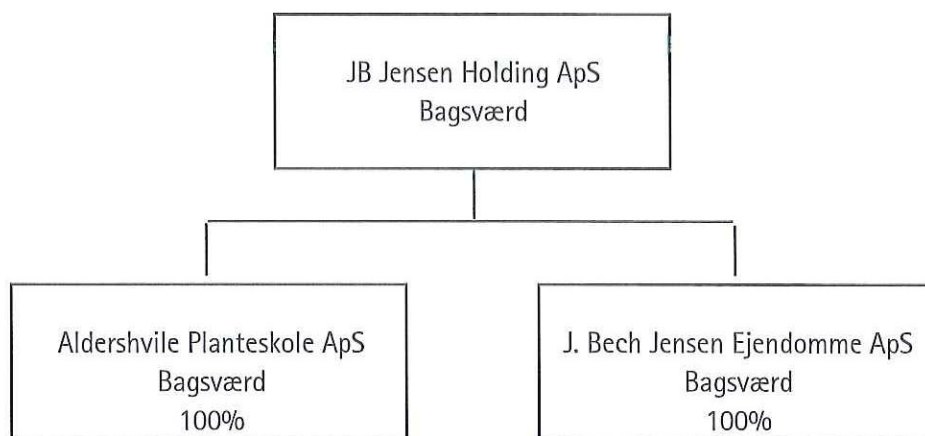 JB Jensen Holding ApS
Bagsværd
Aldershvile Planteskole ApS
Bagsværd
100%
J. Bech Jensen Ejendomme ApS
Bagsværd
100%